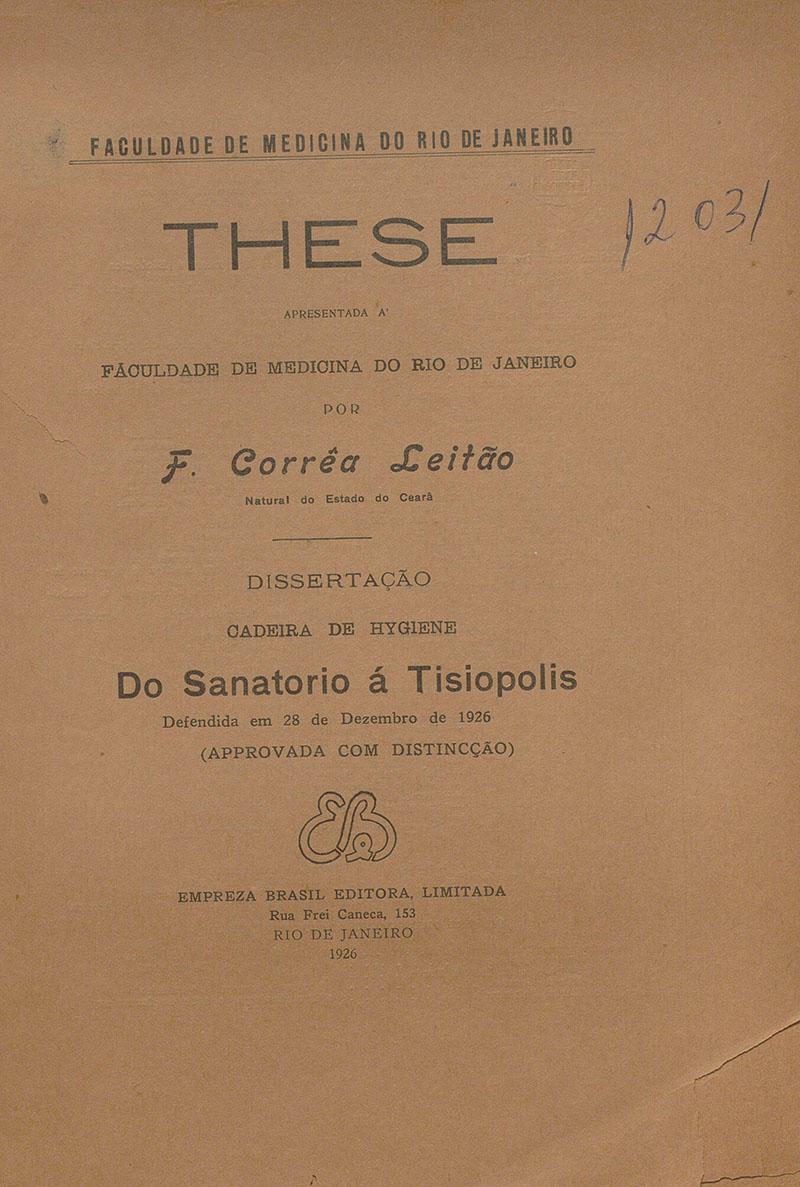 FACULDADE DE MEDICINA DO RIO DE JANEIRO
THESE
1203/
APRESENTADA A'
FACULDADE DE MEDICINA DO RIO DE JANEIRO
POR
F. Corrêa Leitão
Natural do Estado do Ceará
DISSERTAÇÃO
CADEIRA DE HYGIENE
Do Sanatorio á Tisiopolis
Defendida em 28 de Dezembro de 1926
(APPROVADA COM DISTINCÇÃO)
EMPREZA BRASIL EDITORA, LIMITADA
Rua Frei Caneca, 153
RIO DE JANEIRO
1926